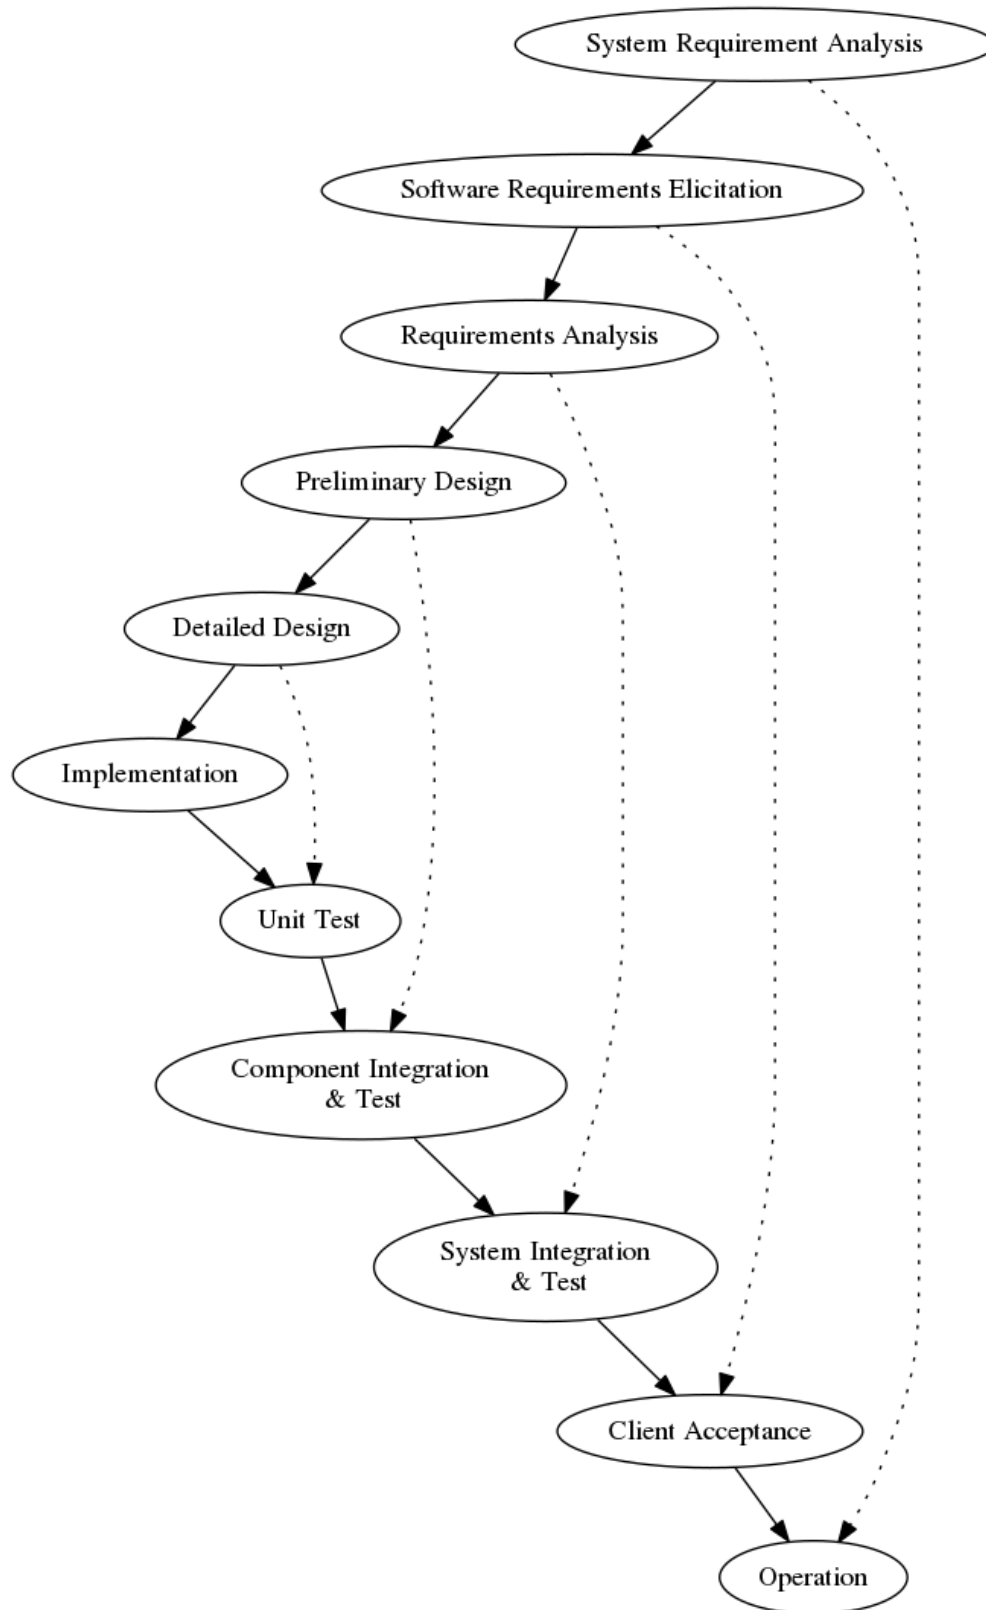 System Requirement Analysis
Software Requirements Elicitation
Requirements Analysis
Preliminary Design
Detailed Design
Implementation
Unit Test
Component Integration
& Test
System Integration
& Test
Client Acceptance
Operation